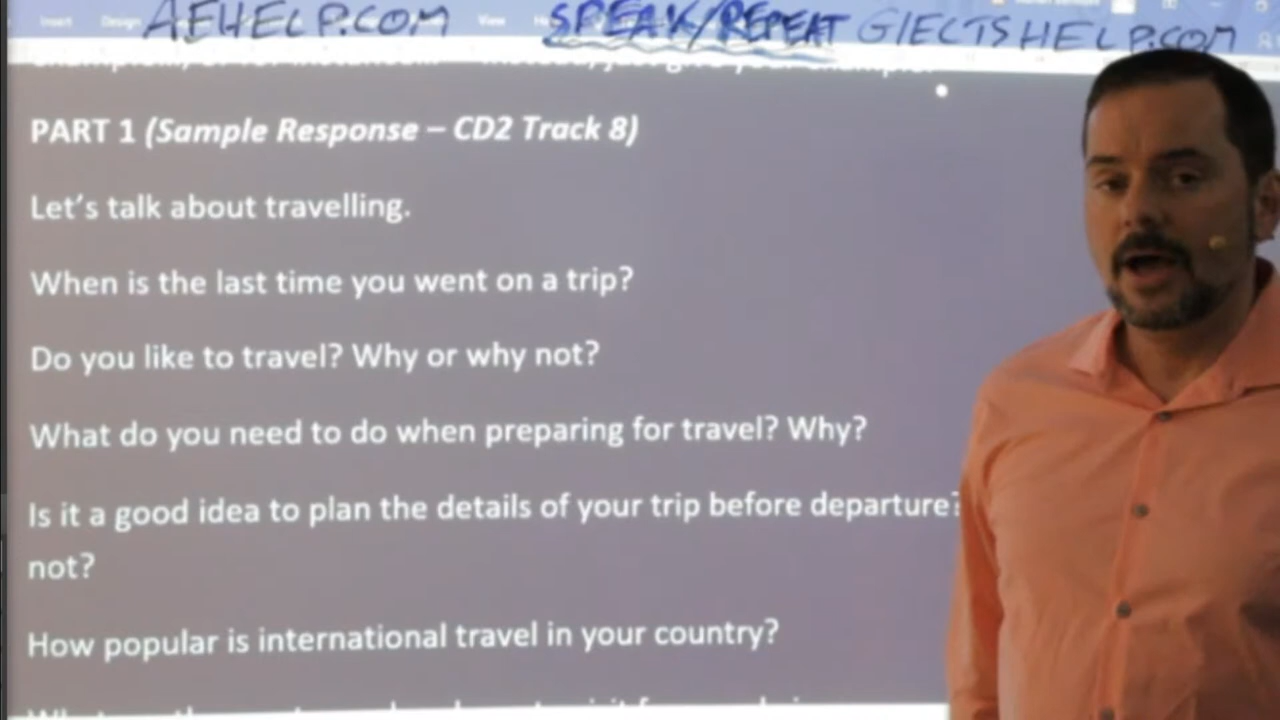 Insert Design View
AEHELP.COM SPEAK/REPEAT GIELTSHELP.COM
PART 1 (Sample Response – CD2 Track 8)
Let's talk about travelling.
When is the last time you went on a trip?
Do you like to travel? Why or why not?
What do you need to do when preparing for travel? Why?
Is it a good idea to plan the details of your trip before departure?
not?
How popular is international travel in your country?